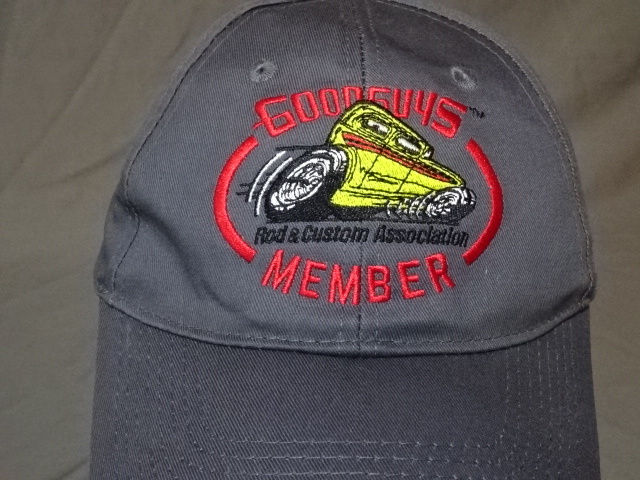 GOODGUYS™
Rod & Custom Association
MEMBER